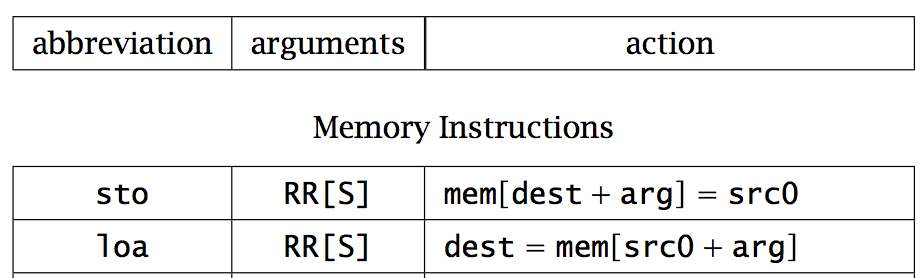 abbreviation arguments action
Memory Instructions
sto RR[S] mem[dest + arg] = src0
loa RR[S] dest = mem[src0 + arg]